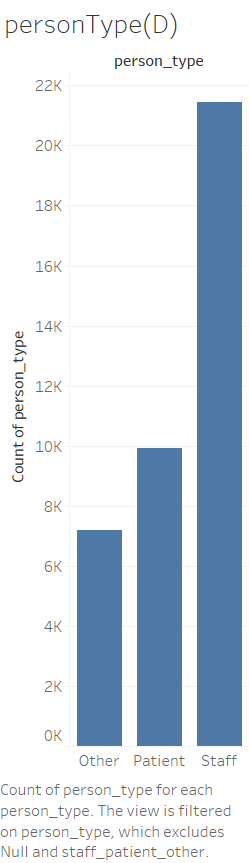 personType(D)
person_type
22K
20K
18K
16K
14K
12K
10K
8K
6K
4K
2K
0K
Count of person_type
Other Patient Staff
Count of person_type for each
person_type. The view is filtered
on person_type, which excludes
Null and staff_patient_other.